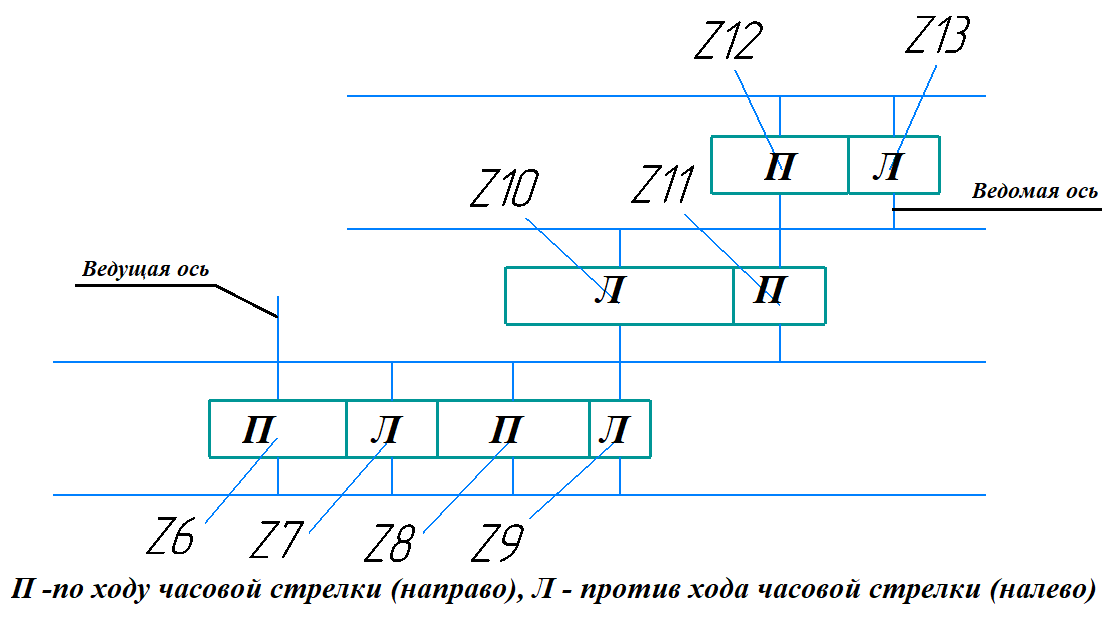 Z12 Z13
П Л
Ведомая ось
Z10 Z11
Л П
Ведущая ось
П Л П Л
Z6 Z7 Z8 Z9
П -по ходу часовой стрелки (направо), Л - против хода часовой стрелки (налево)